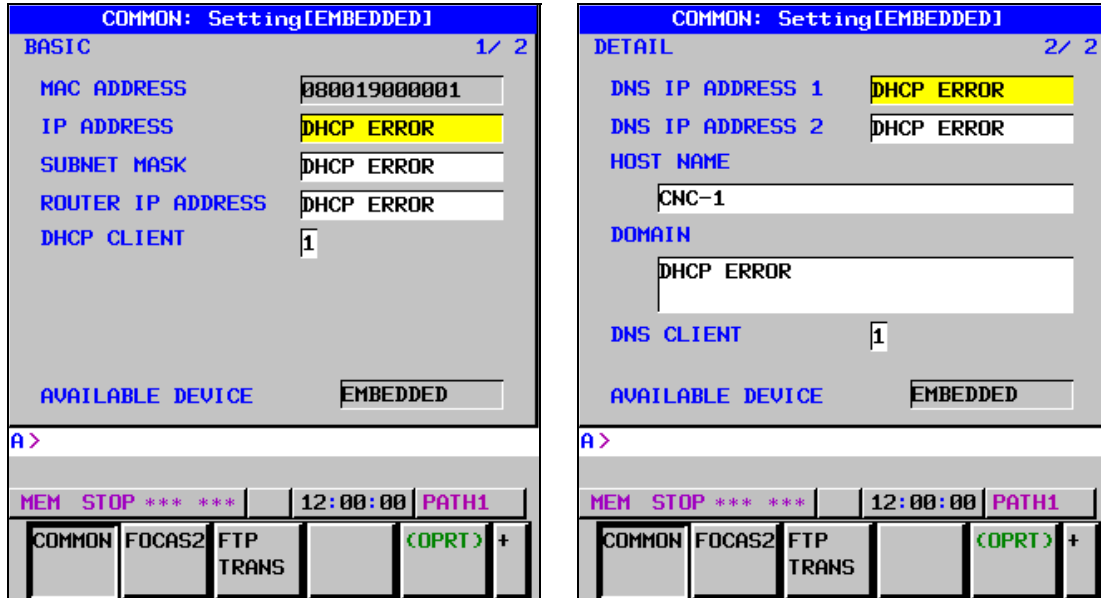 COMMON: Setting[EMBEDDED]
BASIC 1/ 2
MAC ADDRESS 080019000001
IP ADDRESS DHCP ERROR
SUBNET MASK DHCP ERROR
ROUTER IP ADDRESS DHCP ERROR
DHCP CLIENT 1
AVAILABLE DEVICE EMBEDDED
A>
MEM STOP *** *** 12:00:00 PATH1
COMMON FOCAS2 FTP TRANS (OPRT) +
COMMON: Setting[EMBEDDED]
DETAIL 2/ 2
DNS IP ADDRESS 1 DHCP ERROR
DNS IP ADDRESS 2 DHCP ERROR
HOST NAME
CNC-1
DOMAIN
DHCP ERROR
DNS CLIENT 1
AVAILABLE DEVICE EMBEDDED
A>
MEM STOP *** *** 12:00:00 PATH1
COMMON FOCAS2 FTP TRANS (OPRT) +